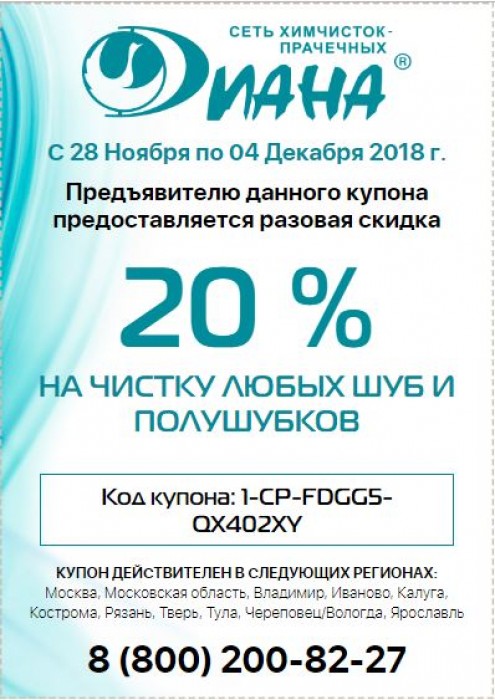 СЕТЬ ХИМЧИСТОК-
ПРАЧЕЧНЫХ
ДИАНА®
С 28 Ноября по 04 Декабря 2018 г.
Предъявителю данного купона
предоставляется разовая скидка
20 %
НА ЧИСТКУ ЛЮБЫХ ШУБ И
ПОЛУШУБКОВ
Код купона: 1-CP-FDGG5-
QX402XY
КУПОН ДЕЙСТВИТЕЛЕН В СЛЕДУЮЩИХ РЕГИОНАХ:
Москва, Московская область, Владимир, Иваново, Калуга,
Кострома, Рязань, Тверь, Тула, Череповец/Вологда, Ярославль
8 (800) 200-82-27